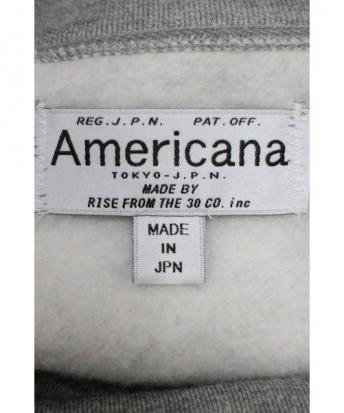 REG.J.P.N. PAT.OFF.
Americana
TOKYO-J.P.N.
MADE BY
RISE FROM THE 30 CO. inc
MADE
IN
JPN